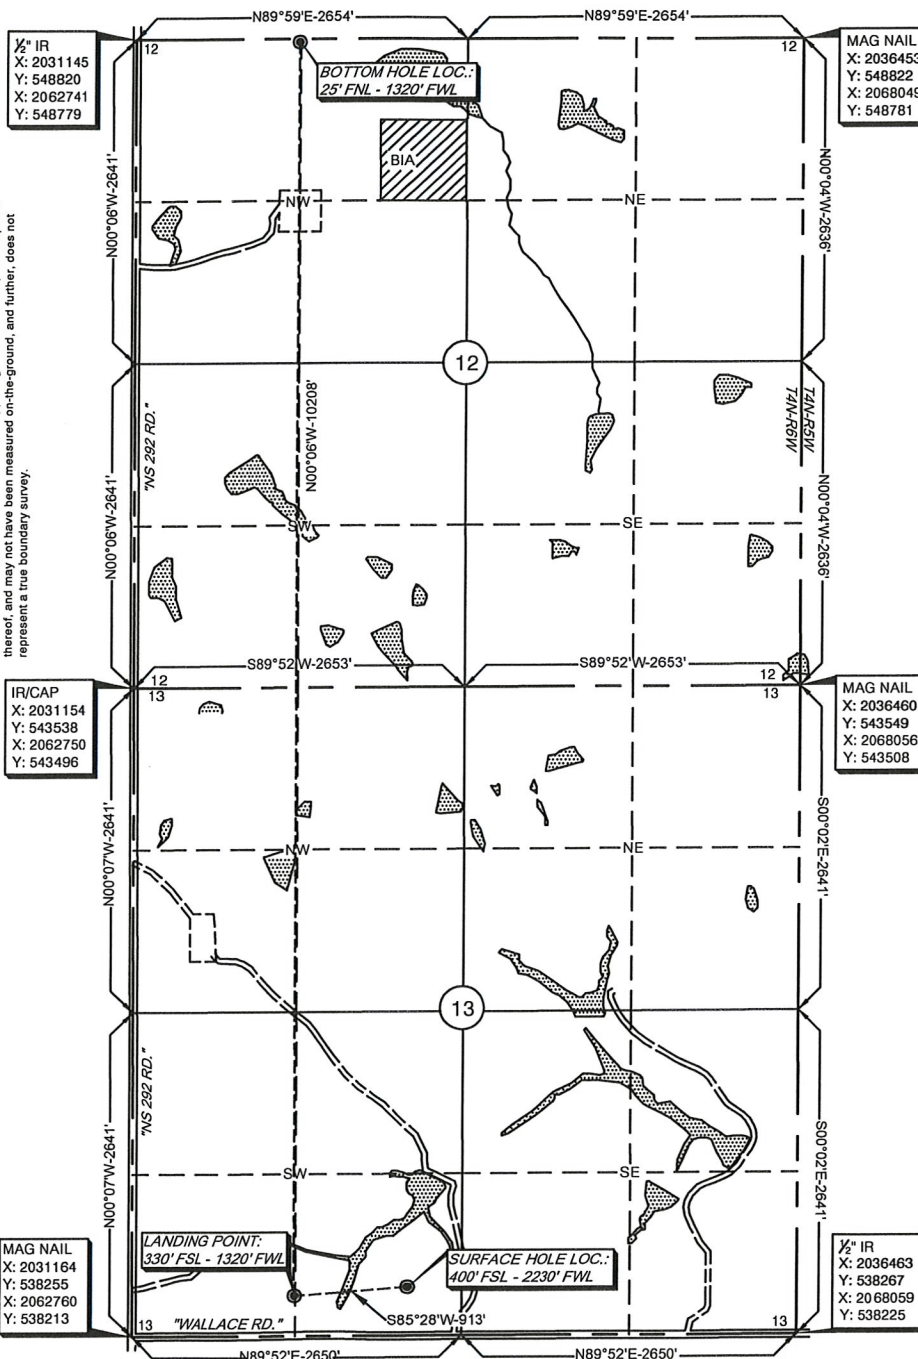 N89°59'E-2654'
N89°59'E-2654'
½" IR
X: 2031145
Y: 548820
X: 2062741
Y: 548779
12
12
MAG NAIL
X: 2036453
Y: 548822
X: 2068049
Y: 548781
BOTTOM HOLE LOC.:
25' FNL - 1320' FWL
BIA
NW
NE
N00°06'W-2641'
N00°04'W-2636'
thereof, and may not have been measured on-the-ground, and further, does not
represent a true boundary survey.
12
"NS 292 RD."
N00°06'W-10208'
T4N-R5W
T4N-R6W
N00°06'W-2641'
N00°04'W-2636'
SW
SE
S89°52'W-2653'
S89°52'W-2653'
12
13
12
13
IR/CAP
X: 2031154
Y: 543538
X: 2062750
Y: 543496
MAG NAIL
X: 2036460
Y: 543549
X: 2068056
Y: 543508
N00°07'W-2641'
S00°02'E-2641'
NW
NE
13
"NS 292 RD."
N00°07'W-2641'
S00°02'E-2641'
SW
SE
LANDING POINT:
330' FSL - 1320' FWL
SURFACE HOLE LOC.:
400' FSL - 2230' FWL
MAG NAIL
X: 2031164
Y: 538255
X: 2062760
Y: 538213
½" IR
X: 2036463
Y: 538267
X: 2068059
Y: 538225
S85°28'W-913'
13
"WALLACE RD."
13
N89°52'E-2650'
N89°52'E-2650'